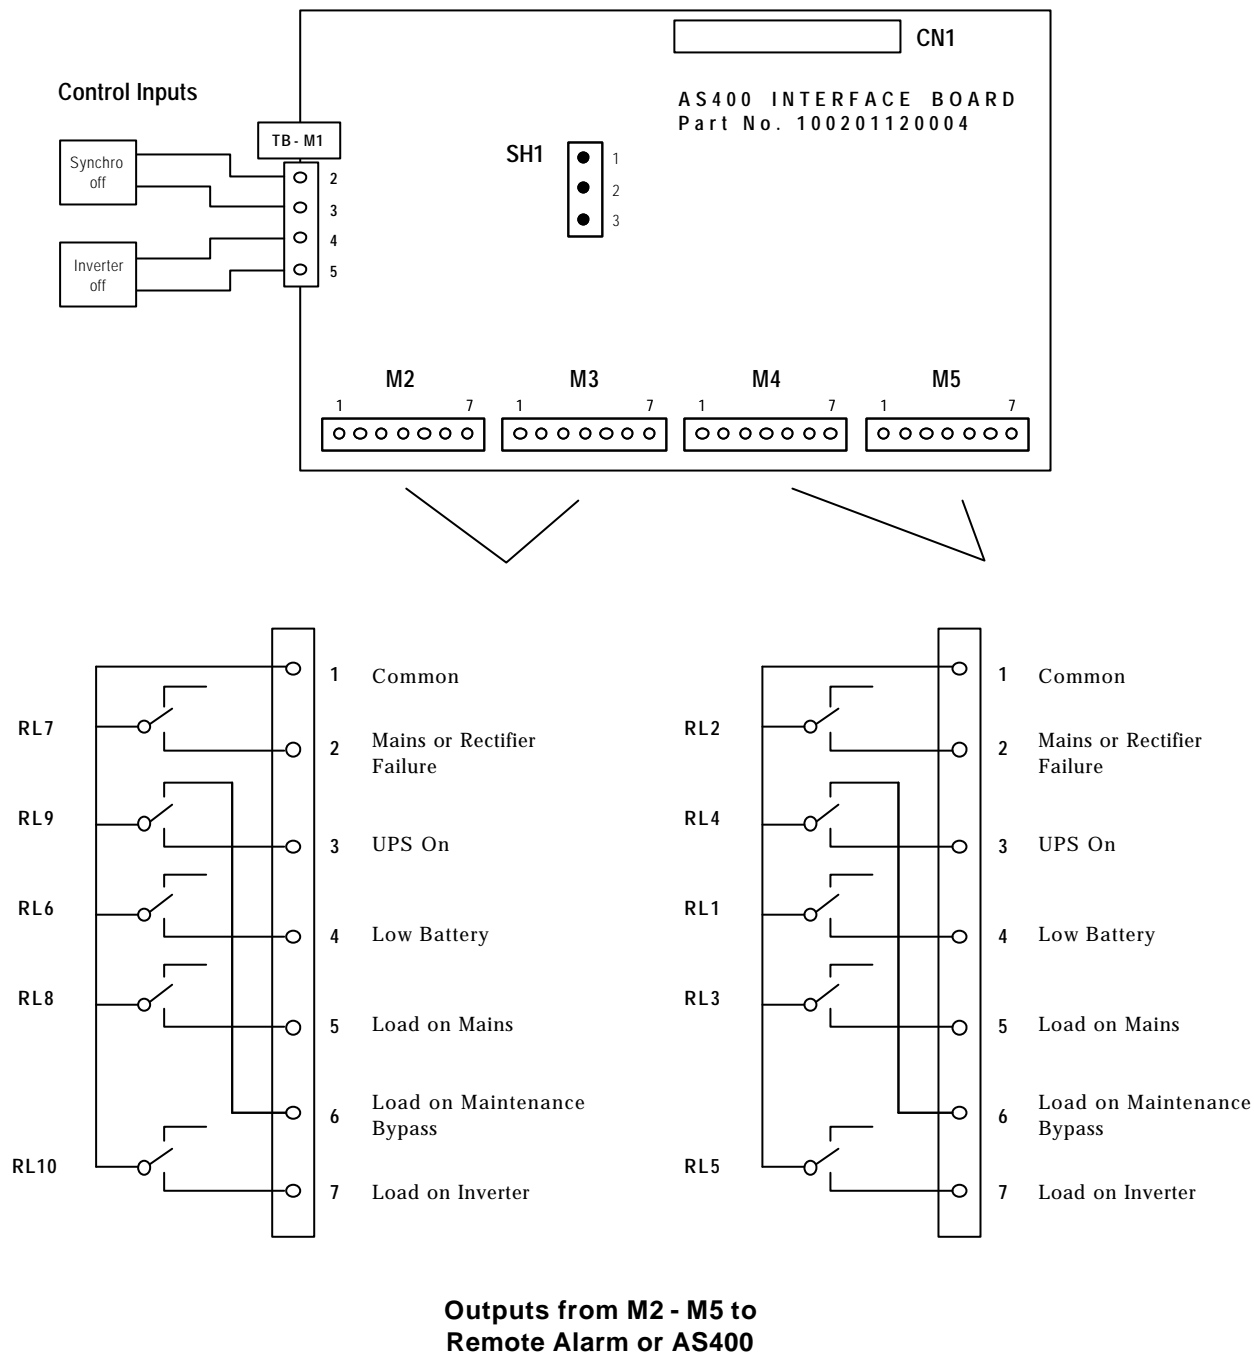 CN1
Control Inputs
AS400 INTERFACE BOARD
Part No. 100201120004
TB - M1
SH1
1
2
3
Synchro
off
2
3
4
5
Inverter
off
M2
M3
M4
M5
1 7
1 7
1 7
1 7
1 Common
RL7
2 Mains or Rectifier
Failure
RL9
3 UPS On
RL6
4 Low Battery
RL8
5 Load on Mains
6 Load on Maintenance
Bypass
RL10
7 Load on Inverter
1 Common
RL2
2 Mains or Rectifier
Failure
RL4
3 UPS On
RL1
4 Low Battery
RL3
5 Load on Mains
6 Load on Maintenance
Bypass
RL5
7 Load on Inverter
Outputs from M2 - M5 to
Remote Alarm or AS400